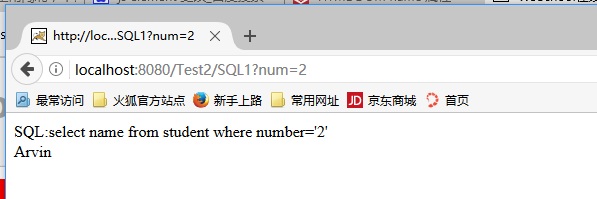 http://loc...SQL1?num=2
localhost:8080/Test2/SQL1?num=2
最常访问 火狐官方站点 新手上路 常用网址 JD 京东商城 首页
SQL:select name from student where number='2'
Arvin